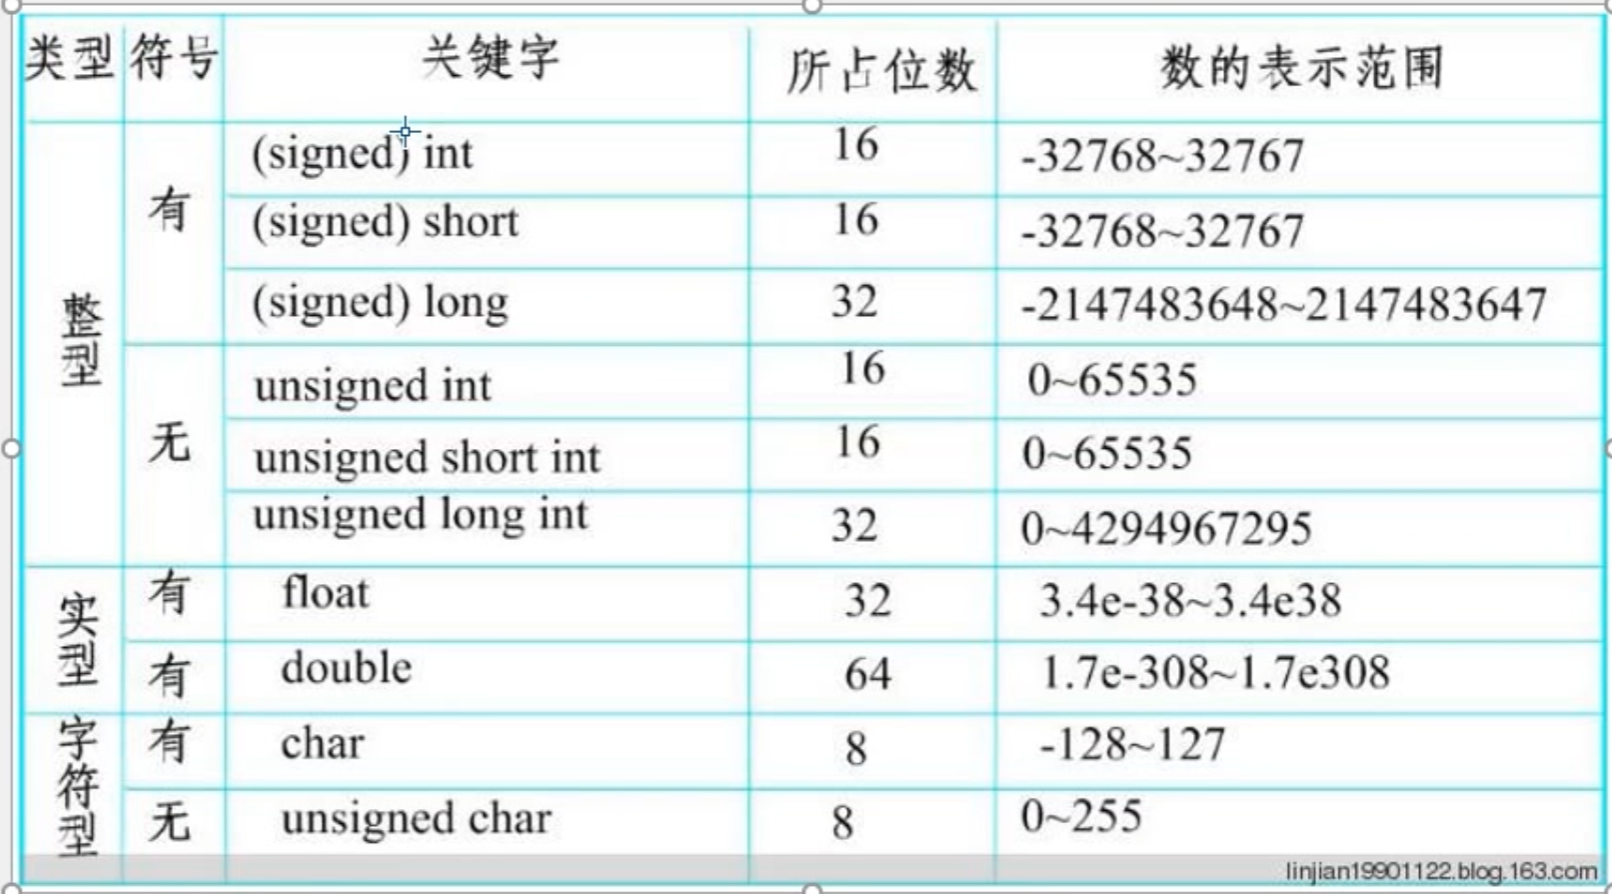 类型 符号 关键字 所占位数 数的表示范围
整型 有 (signed) int 16 -32768~32767
(signed) short 16 -32768~32767
(signed) long 32 -2147483648~2147483647
无 unsigned int 16 0~65535
unsigned short int 16 0~65535
unsigned long int 32 0~4294967295
实型 有 float 32 3.4e-38~3.4e38
有 double 64 1.7e-308~1.7e308
字符型 有 char 8 -128~127
无 unsigned char 8 0~255
linjian19901122.blog.163.com